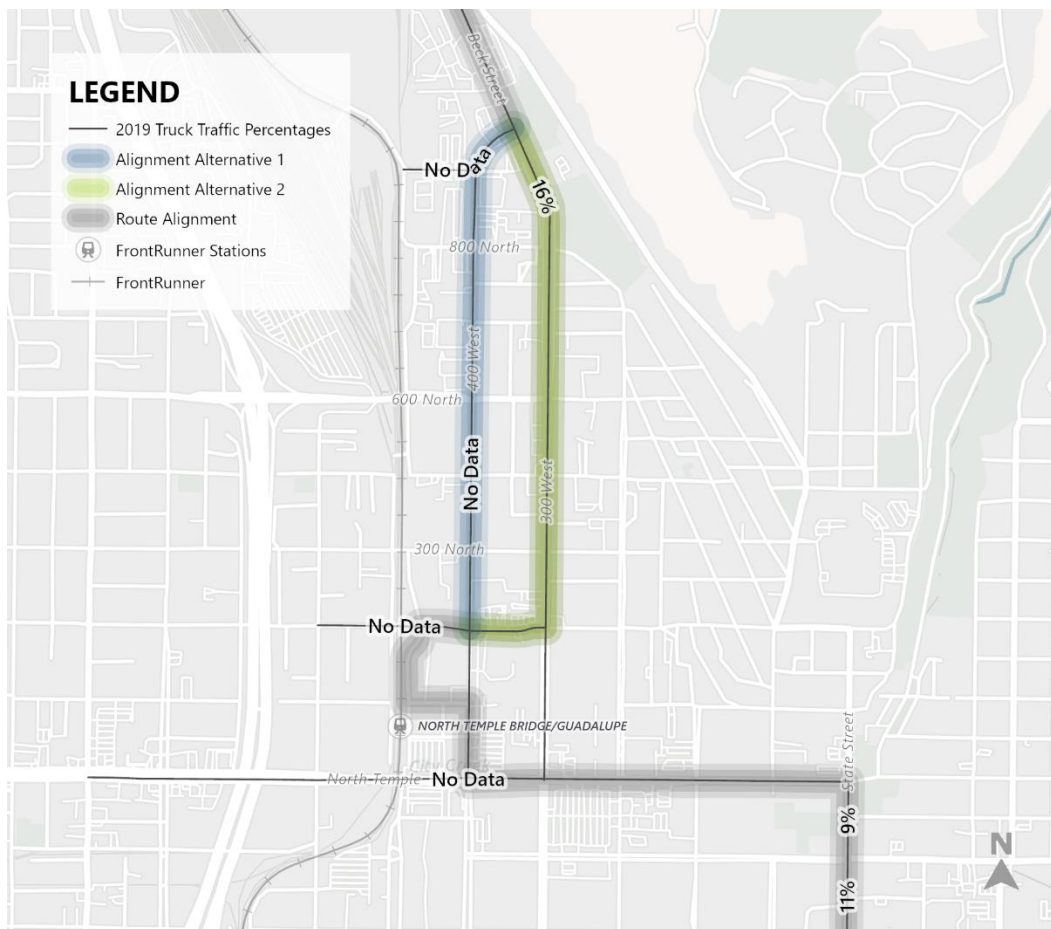 LEGEND
2019 Truck Traffic Percentages
Alignment Alternative 1
Alignment Alternative 2
Route Alignment
FrontRunner Stations
FrontRunner
Beck Street
No Data
16%
800 North
400 West
600 North
No Data
300 West
300 North
No Data
NORTH TEMPLE BRIDGE/GUADALUPE
State Street
City Creek
North Temple
No Data
9%
N
11%